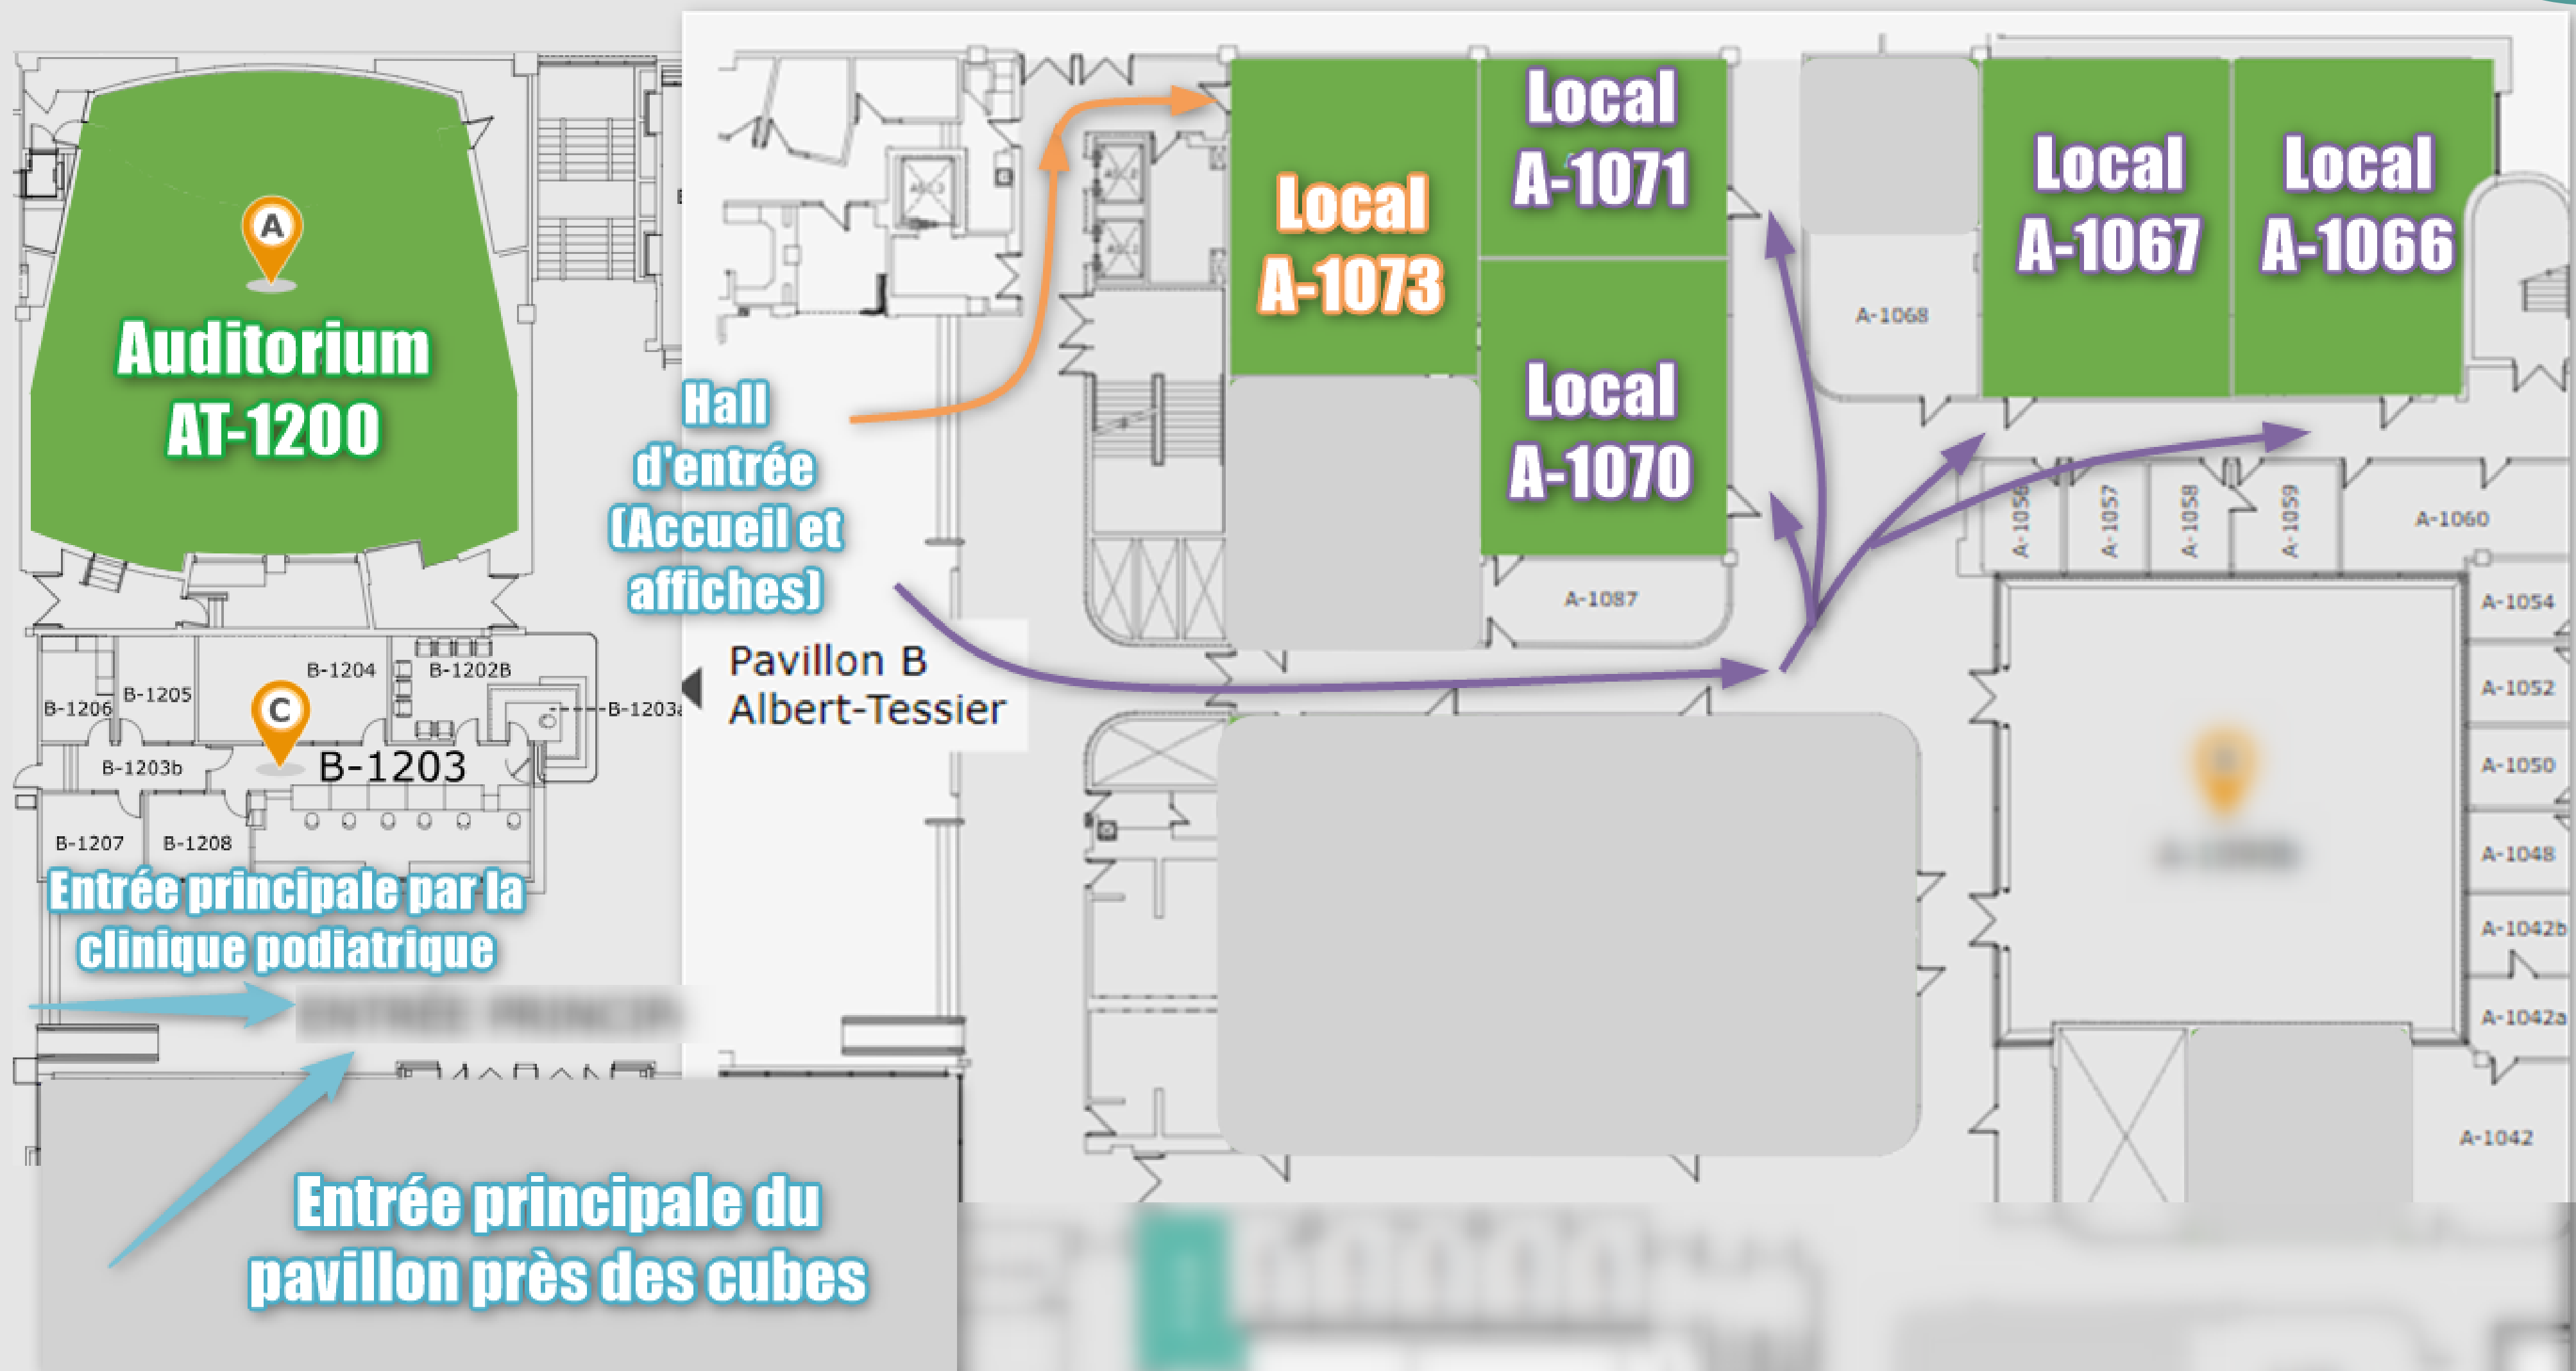 A
Auditorium
AT-1200
Hall
d'entrée
(Accueil et
affiches)
Pavillon B
Albert-Tessier
B-1204
B-1202B
B-1205
B-1206
C
B-1203
B-1203b
B-1207
B-1208
Entrée principale par la
clinique podiatrique
Entrée principale du
pavillon près des cubes
Local
A-1073
Local
A-1071
Local
A-1070
A-1087
A-1068
Local
A-1067
Local
A-1066
A-1056
A-1057
A-1058
A-1059
A-1060
A-1054
A-1052
A-1050
A-1048
A-1042b
A-1042a
A-1042